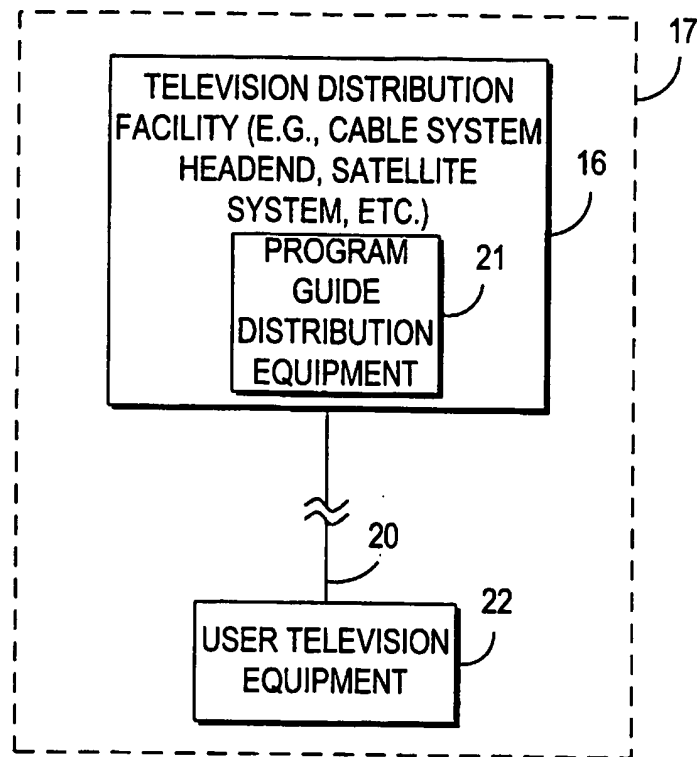 17
TELEVISION DISTRIBUTION
FACILITY (E.G., CABLE SYSTEM
HEADEND, SATELLITE
SYSTEM, ETC.)
16
PROGRAM
GUIDE
DISTRIBUTION
EQUIPMENT
21
20
USER TELEVISION
EQUIPMENT
22